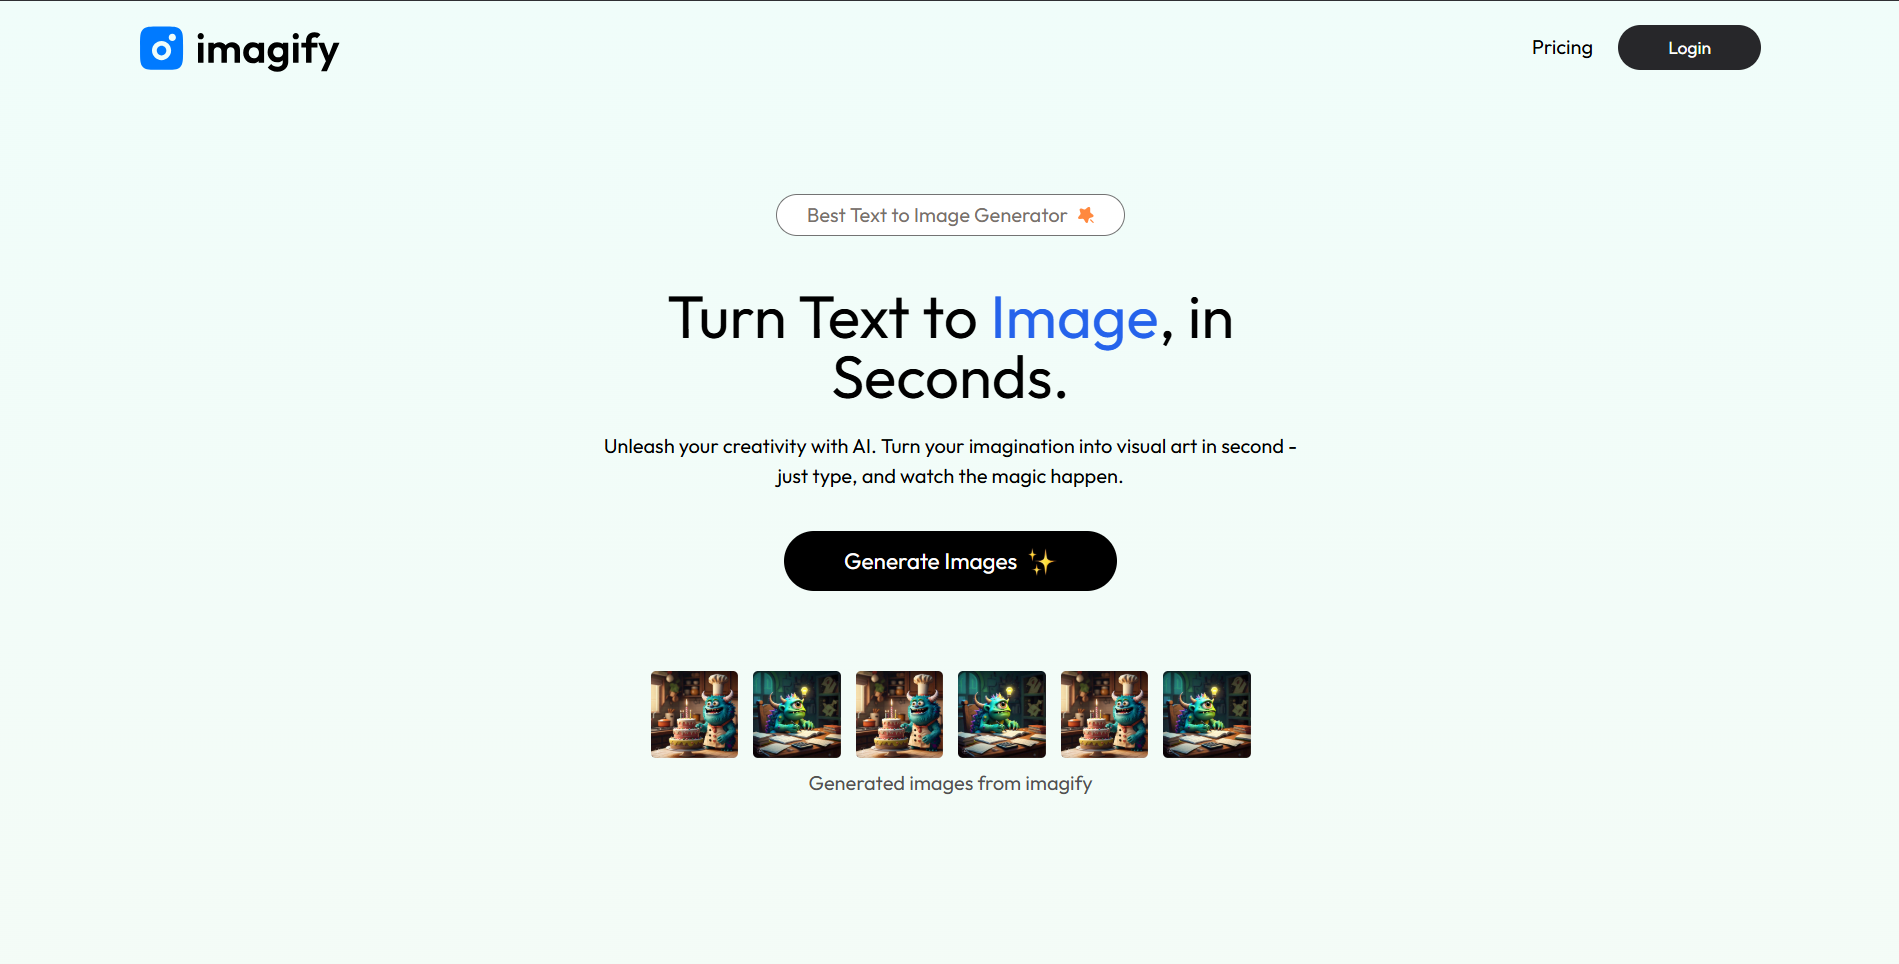 imagify
Pricing
Login
Best Text to Image Generator
Turn Text to Image, in
Seconds.
Unleash your creativity with AI. Turn your imagination into visual art in second -
just type, and watch the magic happen.
Generate Images ✨
Generated images from imagify